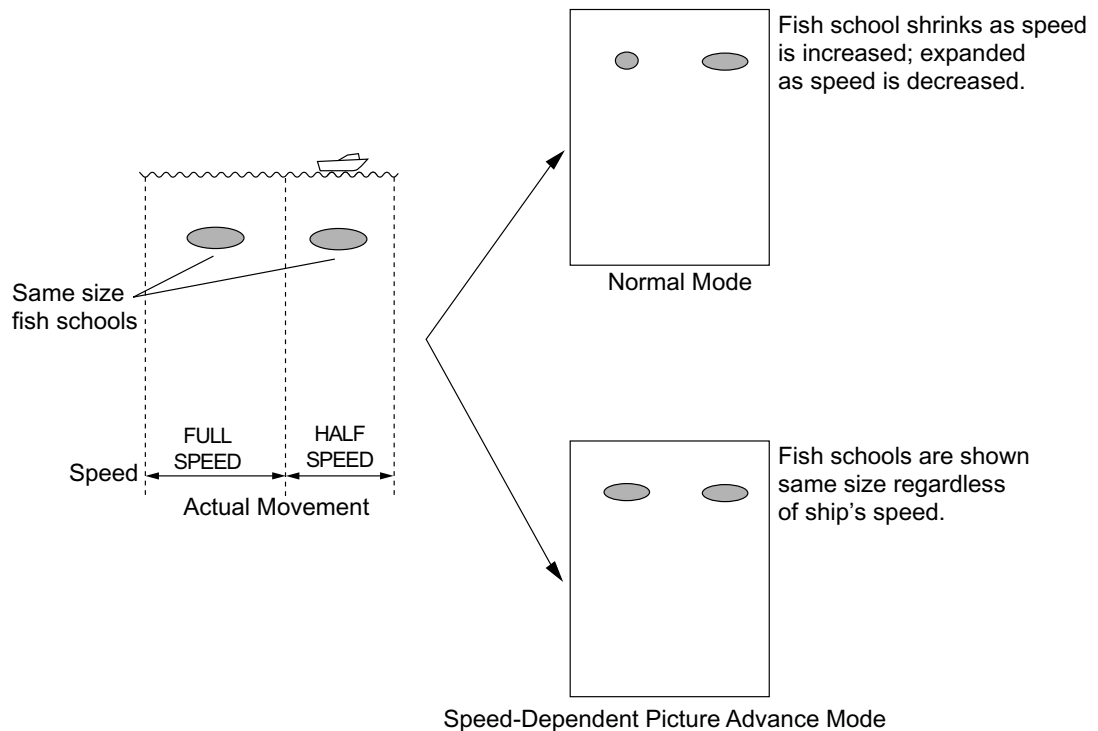 Fish school shrinks as speed
is increased; expanded
as speed is decreased.
Normal Mode
Same size
fish schools
FULL
SPEED
HALF
SPEED
Speed
Actual Movement
Fish schools are shown
same size regardless
of ship's speed.
Speed-Dependent Picture Advance Mode